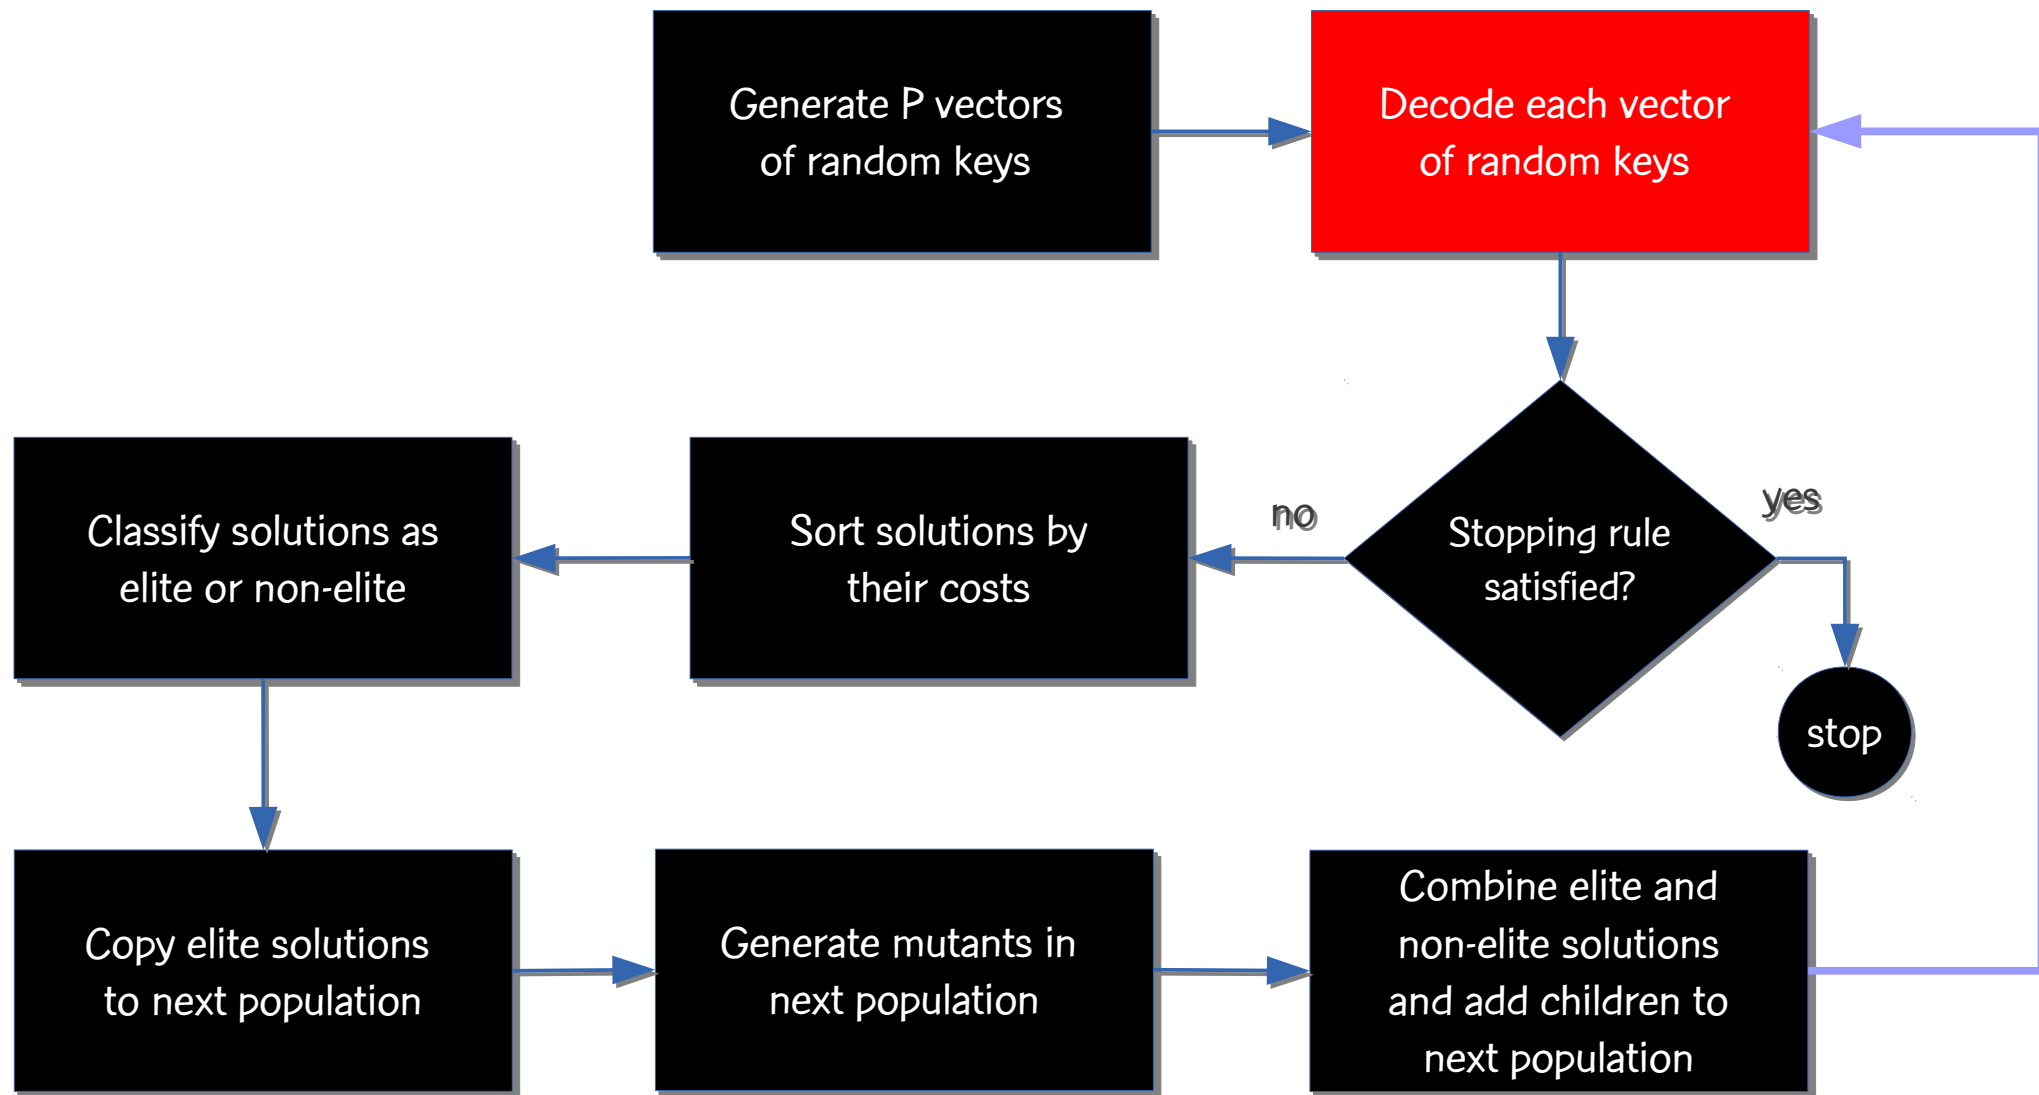 Generate P vectors
of random keys
Decode each vector
of random keys
Classify solutions as
elite or non-elite
Sort solutions by
their costs
no
Stopping rule
satisfied?
yes
stop
Copy elite solutions
to next population
Generate mutants in
next population
Combine elite and
non-elite solutions
and add children to
next population